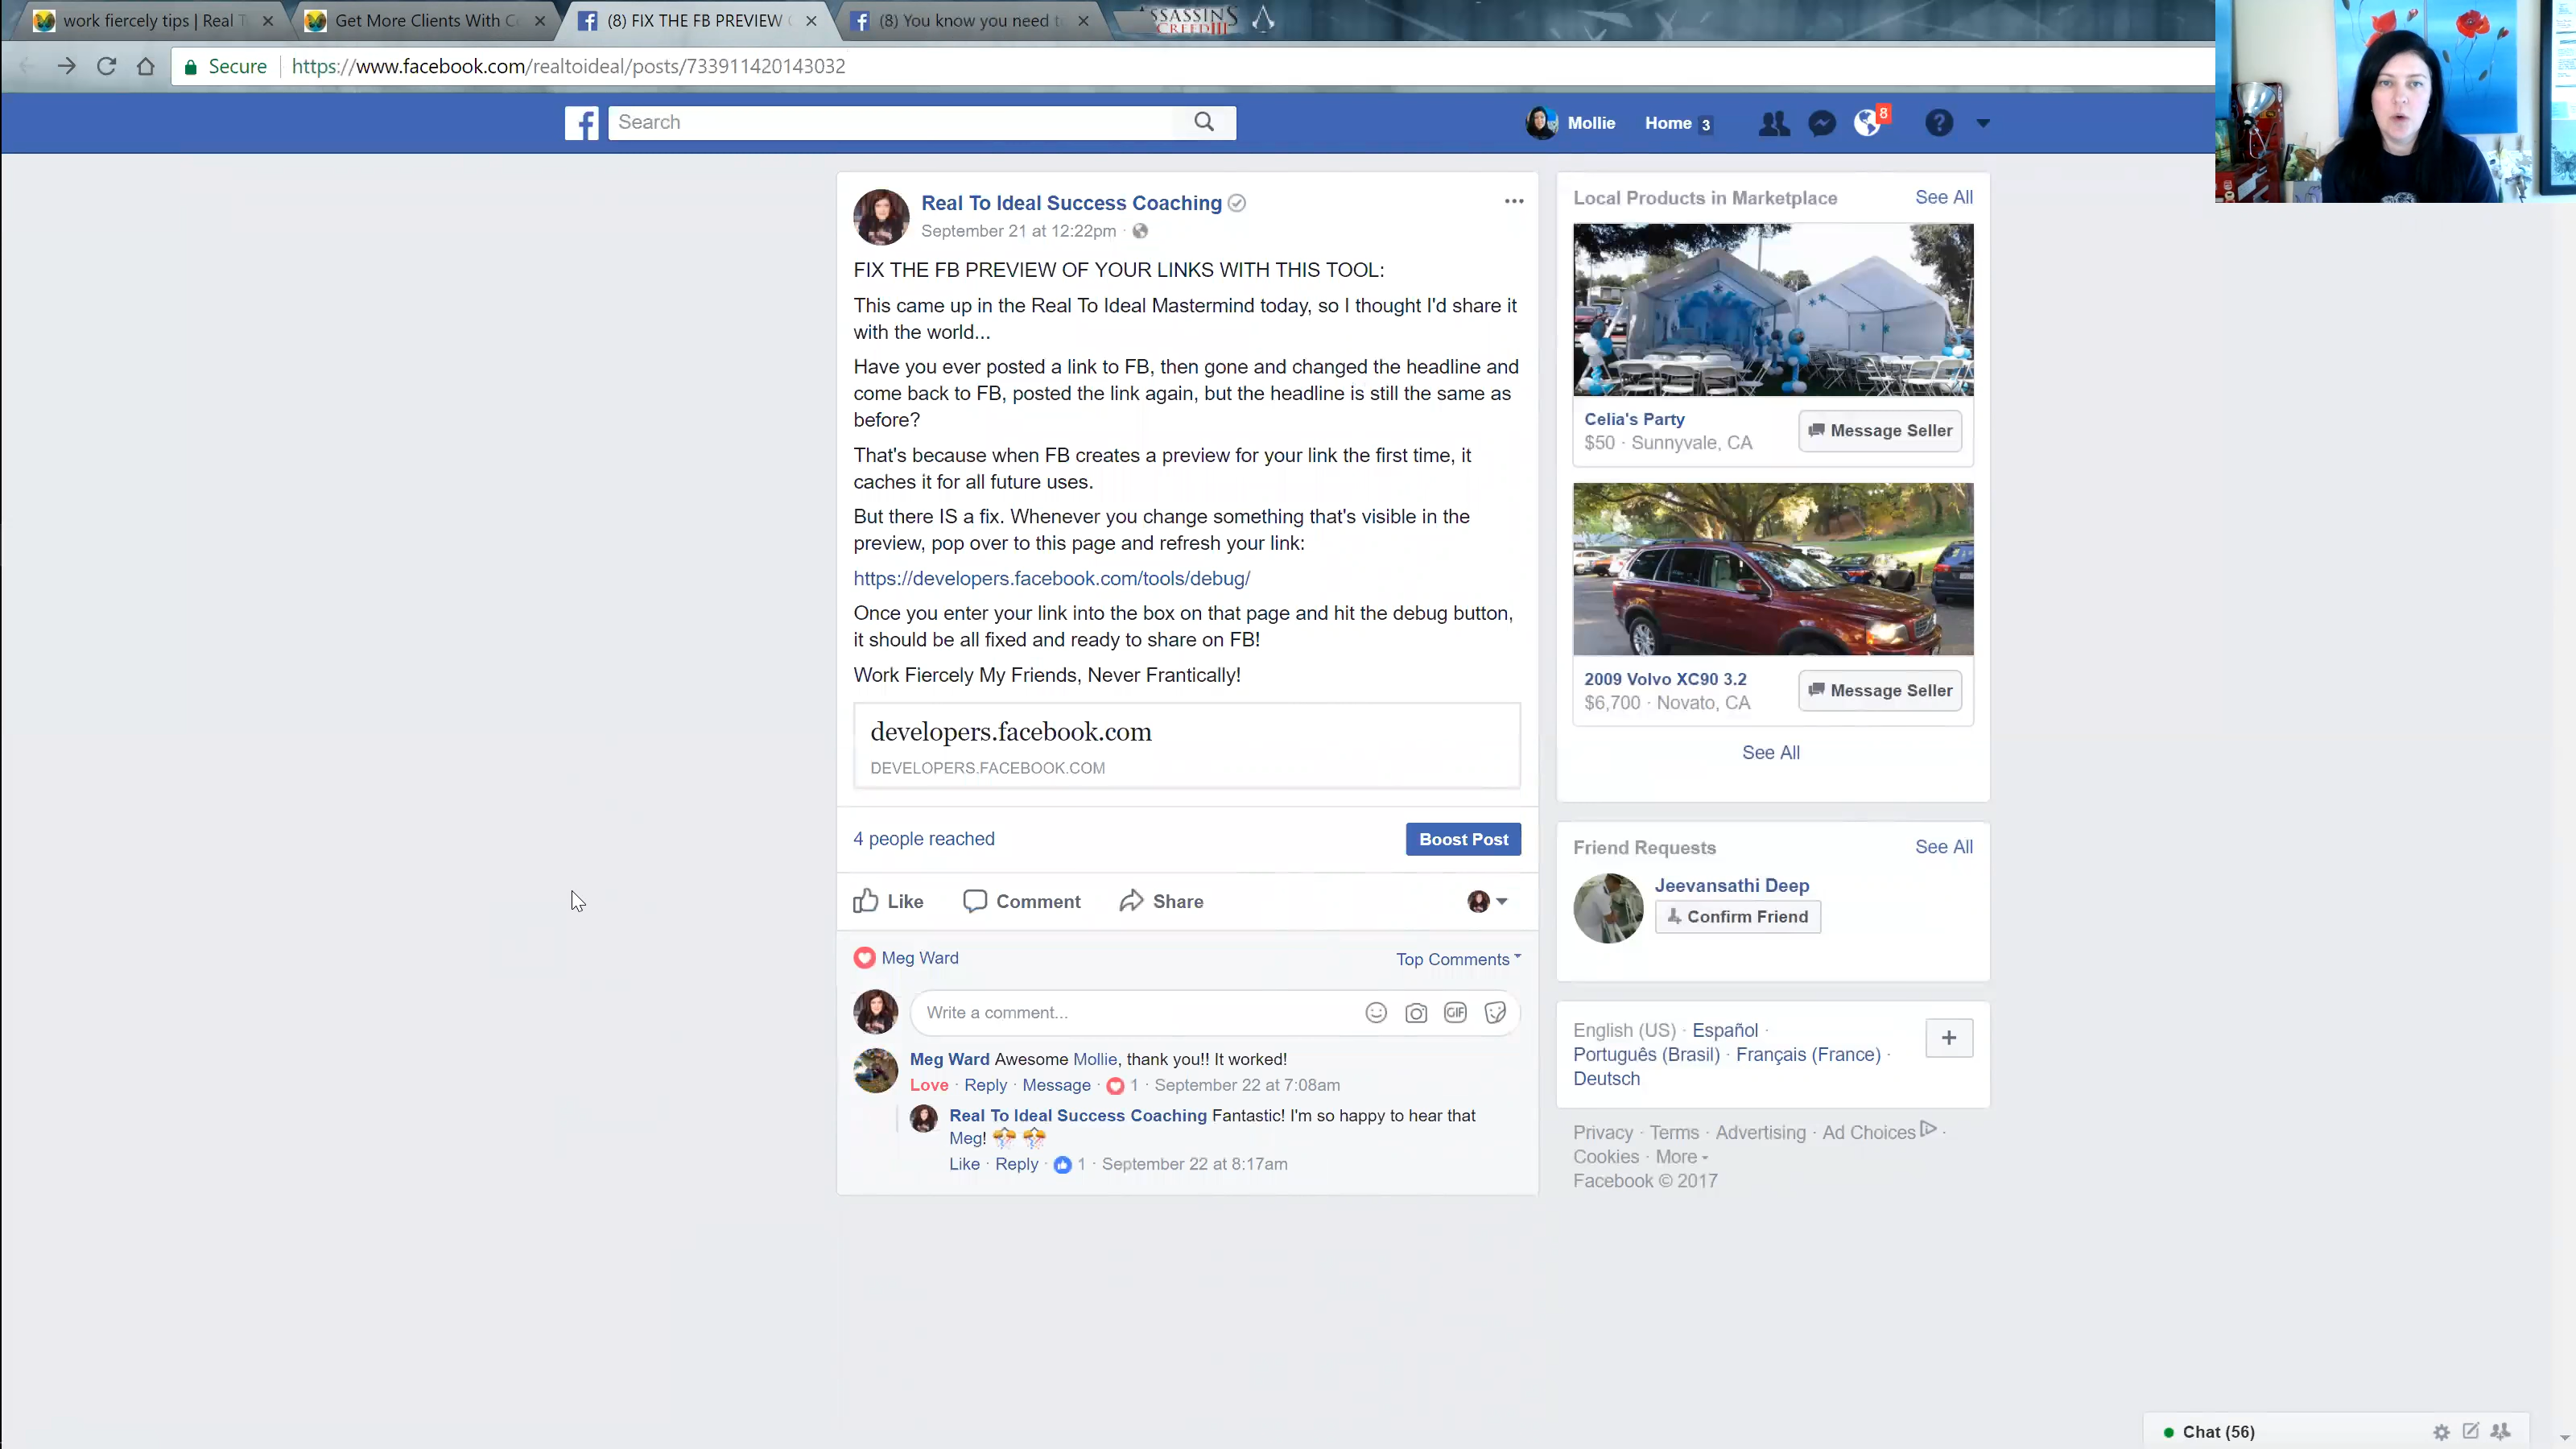 work fiercely tips | Real T
Get More Clients With Co
(8) FIX THE FB PREVIEW O
(8) You know you need to
ASSASSINS
CREED III
Secure
https://www.facebook.com/realtoideal/posts/733911420143032
Search
Mollie
Home 3
8
Real To Ideal Success Coaching
September 21 at 12:22pm ·
FIX THE FB PREVIEW OF YOUR LINKS WITH THIS TOOL:
This came up in the Real To Ideal Mastermind today, so I thought I'd share it
with the world...
Have you ever posted a link to FB, then gone and changed the headline and
come back to FB, posted the link again, but the headline is still the same as
before?
That's because when FB creates a preview for your link the first time, it
caches it for all future uses.
But there IS a fix. Whenever you change something that's visible in the
preview, pop over to this page and refresh your link:
https://developers.facebook.com/tools/debug/
Once you enter your link into the box on that page and hit the debug button,
it should be all fixed and ready to share on FB!
Work Fiercely My Friends, Never Frantically!
developers.facebook.com
DEVELOPERS.FACEBOOK.COM
4 people reached
Boost Post
Like
Comment
Share
Meg Ward
Top Comments
Write a comment...
GIF
Meg Ward Awesome Mollie, thank you!! It worked!
Love · Reply · Message · 1 · September 22 at 7:08am
Real To Ideal Success Coaching Fantastic! I'm so happy to hear that
Meg!
Like · Reply · 1 · September 22 at 8:17am
Local Products in Marketplace
See All
Celia's Party
$50 · Sunnyvale, CA
Message Seller
2009 Volvo XC90 3.2
$6,700 · Novato, CA
Message Seller
See All
Friend Requests
See All
Jeevansathi Deep
Confirm Friend
English (US) · Español ·
Português (Brasil) · Français (France) ·
Deutsch
Privacy · Terms · Advertising · Ad Choices ·
Cookies · More
Facebook © 2017
Chat (56)